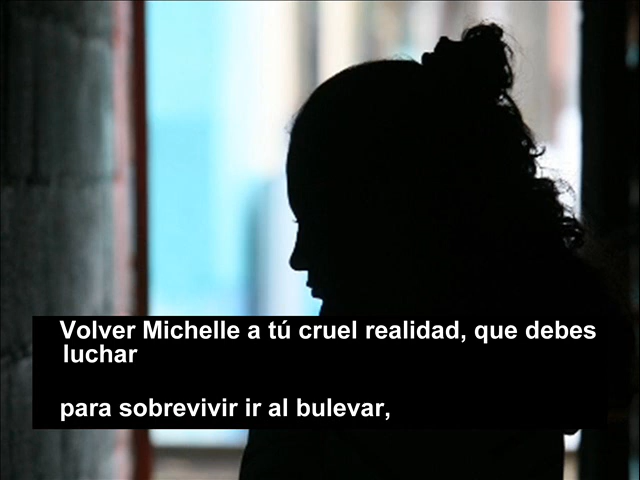 Volver Michelle a tú cruel realidad, que debes
luchar
para sobrevivir ir al bulevar,